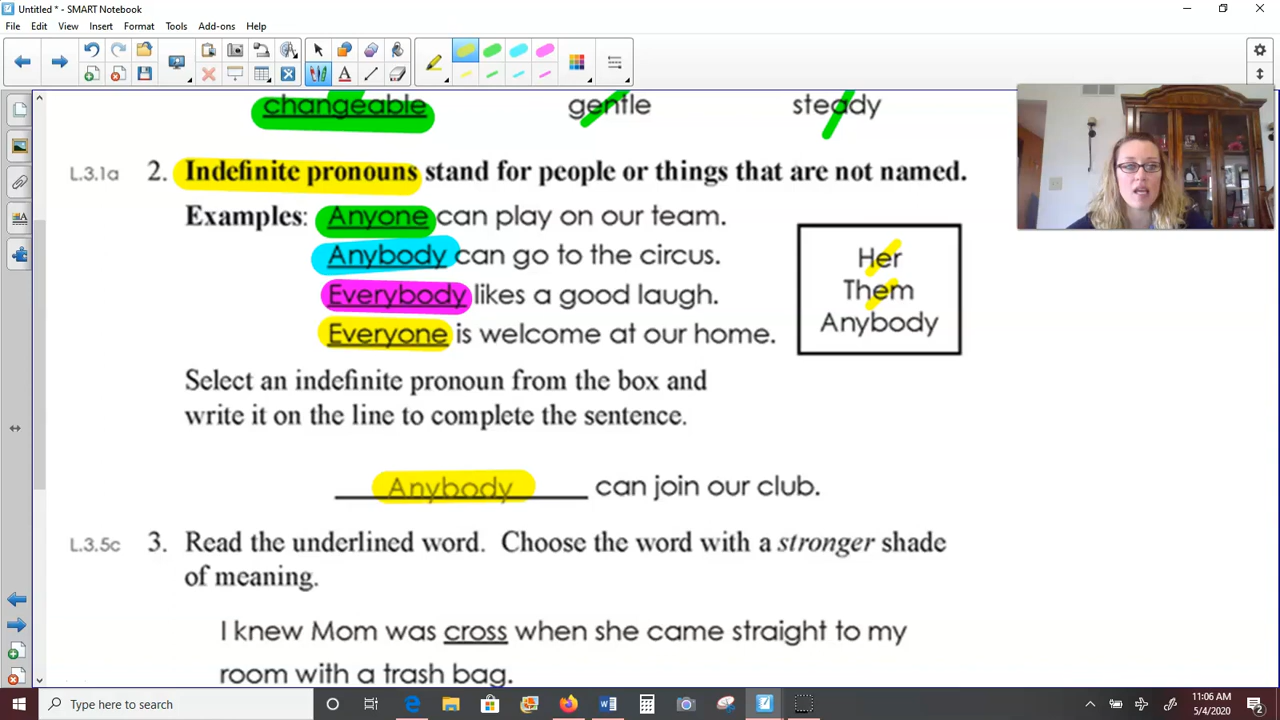 Untitled * - SMART Notebook
File Edit View Insert Format Tools Add-ons Help
changeable gentle steady
L.3.1a 2. Indefinite pronouns stand for people or things that are not named.
Examples: Anyone can play on our team.
Anybody can go to the circus.
Everybody likes a good laugh.
Everyone is welcome at our home.
Her
Them
Anybody
Select an indefinite pronoun from the box and
write it on the line to complete the sentence.
Anybody can join our club.
L.3.5c 3. Read the underlined word. Choose the word with a stronger shade
of meaning.
I knew Mom was cross when she came straight to my
room with a trash bag.
Type here to search
11:06 AM
5/4/2020
2